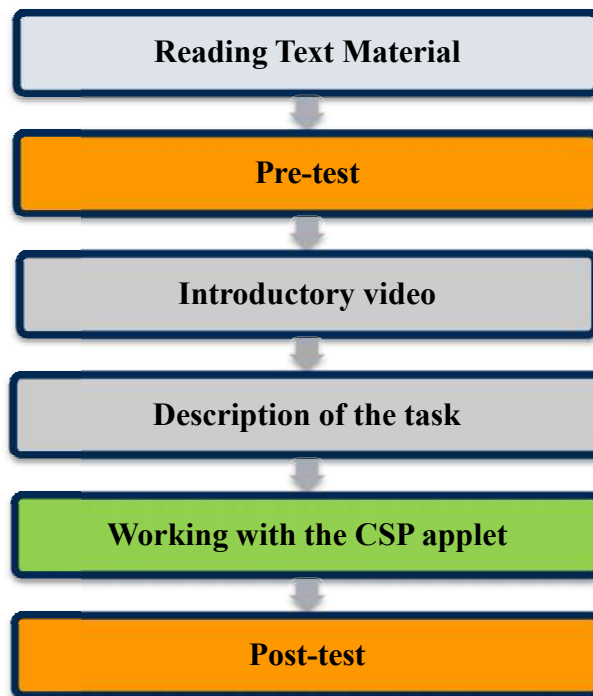 Reading Text Material
Pre-test
Introductory video
Description of the task
Working with the CSP applet
Post-test